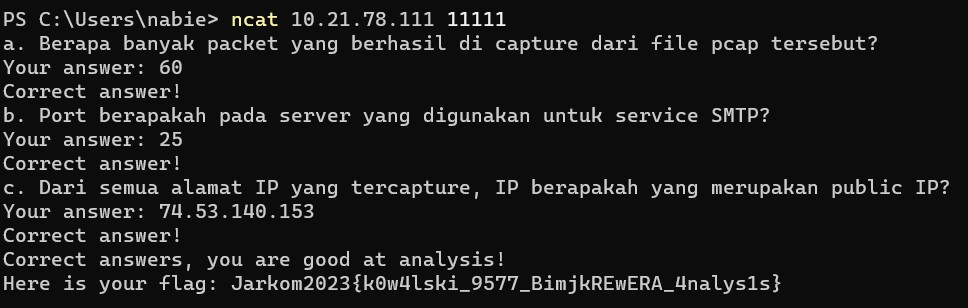 PS C:\Users\nabie> ncat 10.21.78.111 11111
a. Berapa banyak packet yang berhasil di capture dari file pcap tersebut?
Your answer: 60
Correct answer!
b. Port berapakah pada server yang digunakan untuk service SMTP?
Your answer: 25
Correct answer!
c. Dari semua alamat IP yang tercapture, IP berapakah yang merupakan public IP?
Your answer: 74.53.140.153
Correct answer!
Correct answers, you are good at analysis!
Here is your flag: Jarkom2023{k0w4lski_9577_BimjkREwERA_4nalys1s}